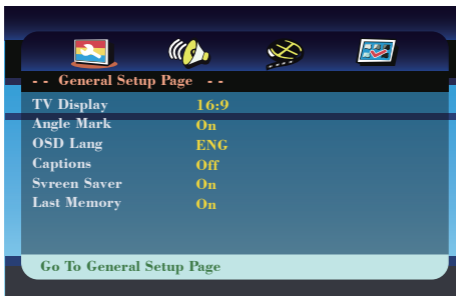 - - General Setup Page - -
TV Display 16:9
Angle Mark On
OSD Lang ENG
Captions Off
Svreen Saver On
Last Memory On
Go To General Setup Page